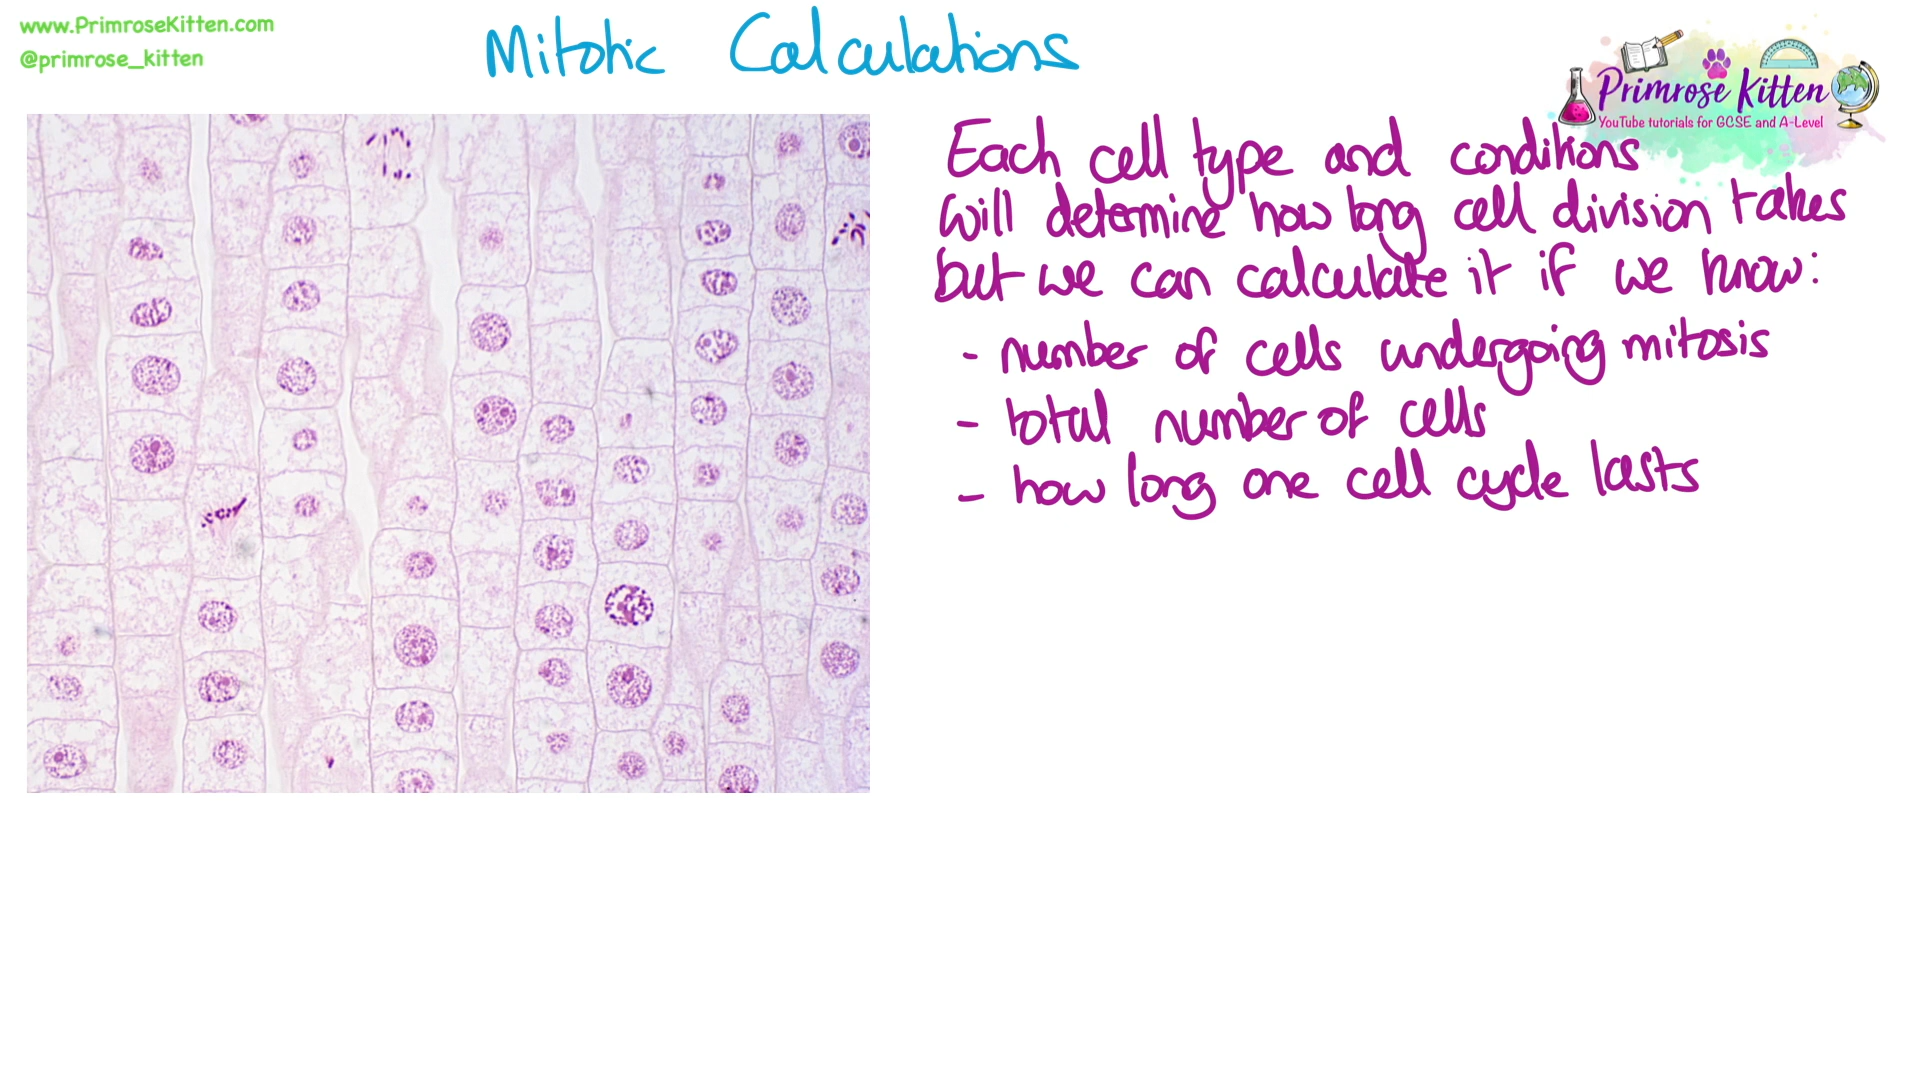 www.PrimroseKitten.com
@primrose_kitten
Mitotic Calculations
Primrose Kitten
YouTube tutorials for GCSE and A-Level
Each cell type and conditions
will determine how long cell division takes
but we can calculate it if we know:
- number of cells undergoing mitosis
- total number of cells
- how long one cell cycle lasts